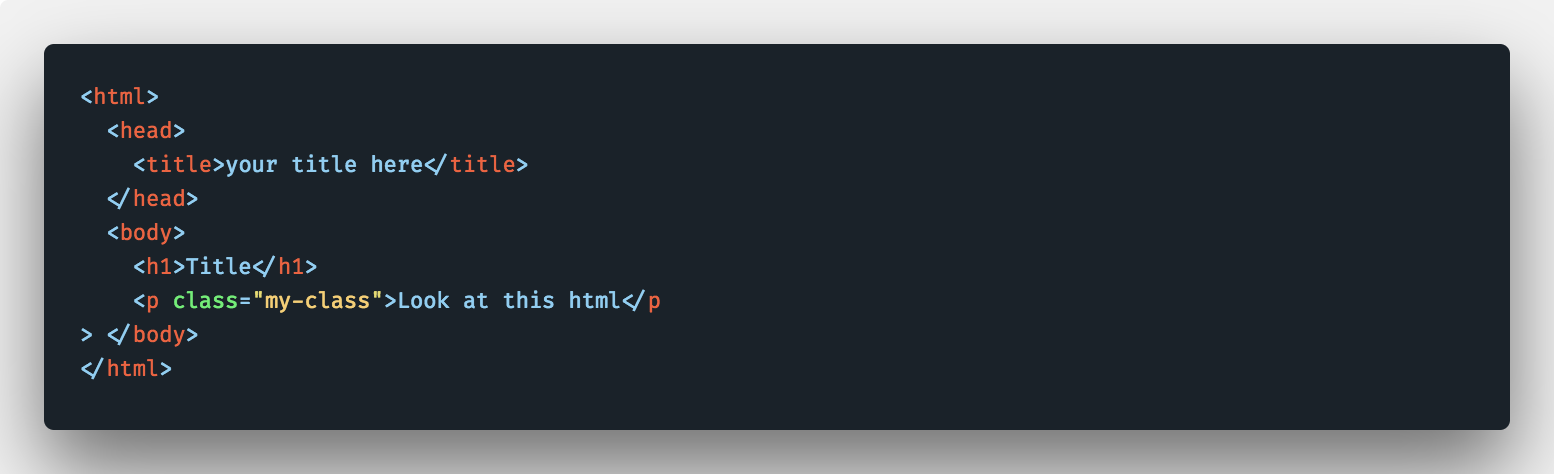 <html>
  <head>
    <title>your title here</title>
  </head>
  <body>
    <h1>Title</h1>
    <p class="my-class">Look at this html</p
> </body>
</html>